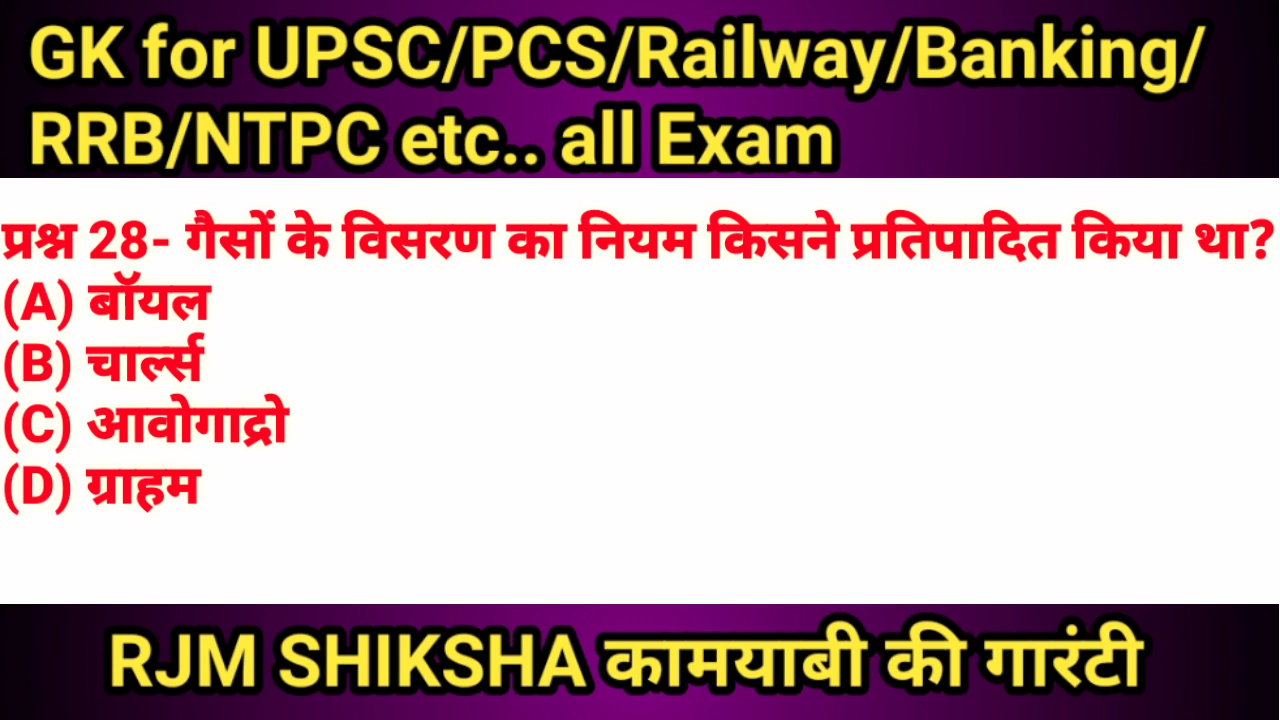 GK for UPSC/PCS/Railway/Banking/
RRB/NTPC etc.. all Exam
प्रश्न 28- गैसों के विसरण का नियम किसने प्रतिपादित किया था?
(A) बॉयल
(B) चार्ल्स
(C) आवोगाद्रो
(D) ग्राहम
RJM SHIKSHA कामयाबी की गारंटी